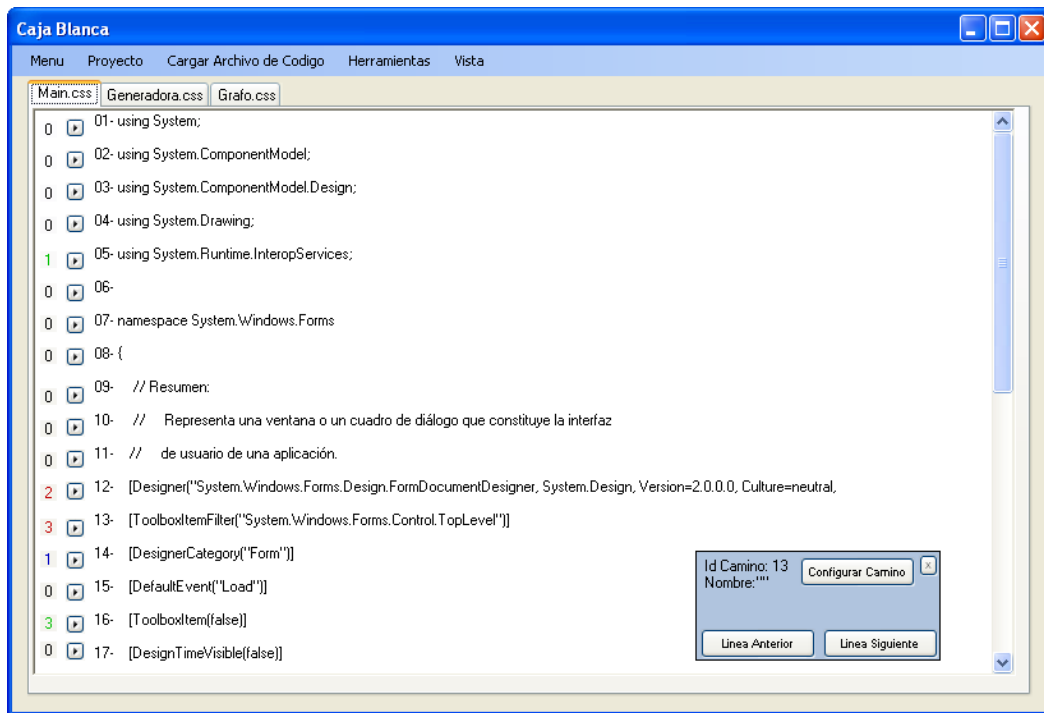 Caja Blanca
Menu Proyecto Cargar Archivo de Codigo Herramientas Vista
Main.css Generadora.css Grafo.css
0 01- using System;
0 02- using System.ComponentModel;
0 03- using System.ComponentModel.Design;
0 04- using System.Drawing;
1 05- using System.Runtime.InteropServices;
0 06-
0 07- namespace System.Windows.Forms
0 08- {
0 09- // Resumen:
0 10- // Representa una ventana o un cuadro de diálogo que constituye la interfaz
0 11- // de usuario de una aplicación.
2 12- [Designer("System.Windows.Forms.Design.FormDocumentDesigner, System.Design, Version=2.0.0.0, Culture=neutral,
3 13- [ToolboxItemFilter("System.Windows.Forms.Control.TopLevel")]
1 14- [DesignerCategory("Form")]
0 15- [DefaultEvent("Load")]
3 16- [ToolboxItem(false)]
0 17- [DesignTimeVisible(false)]
Id Camino: 13 Configurar Camino x
Nombre:""
Linea Anterior Linea Siguiente